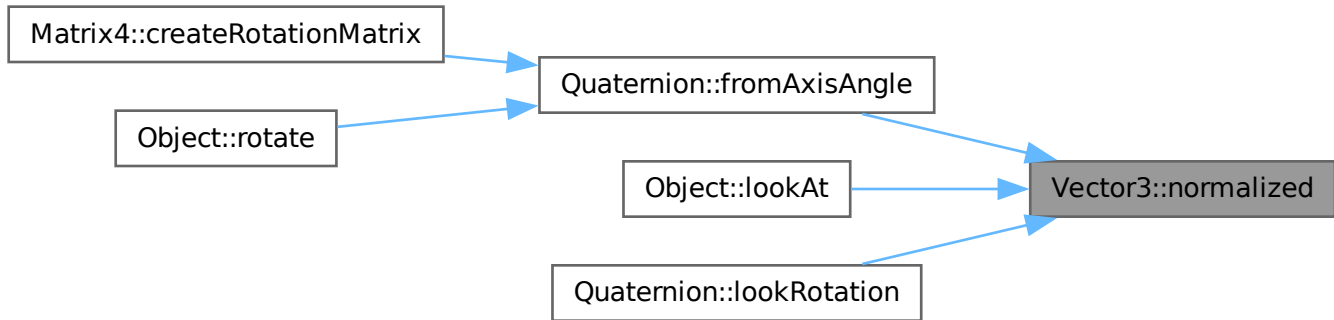 Matrix4::createRotationMatrix
Quaternion::fromAxisAngle
Object::rotate
Object::lookAt
Vector3::normalized
Quaternion::lookRotation